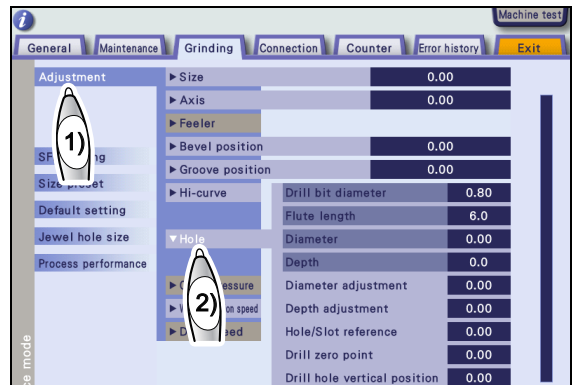 i
Machine test
General Maintenance Grinding Connection Counter Error history Exit
Adjustment
Size 0.00
Axis 0.00
Feeler
1)
Bevel position 0.00
Groove position 0.00
Size
Hi-curve
Drill bit diameter 0.80
Default setting
Flute length 6.0
Jewel hole size
Hole
Diameter 0.00
Process performance
Depth 0.0
2)
Diameter adjustment 0.00
speed
Depth adjustment 0.00
Hole/Slot reference 0.00
Drill zero point 0.00
Drill hole vertical position 0.00
mode